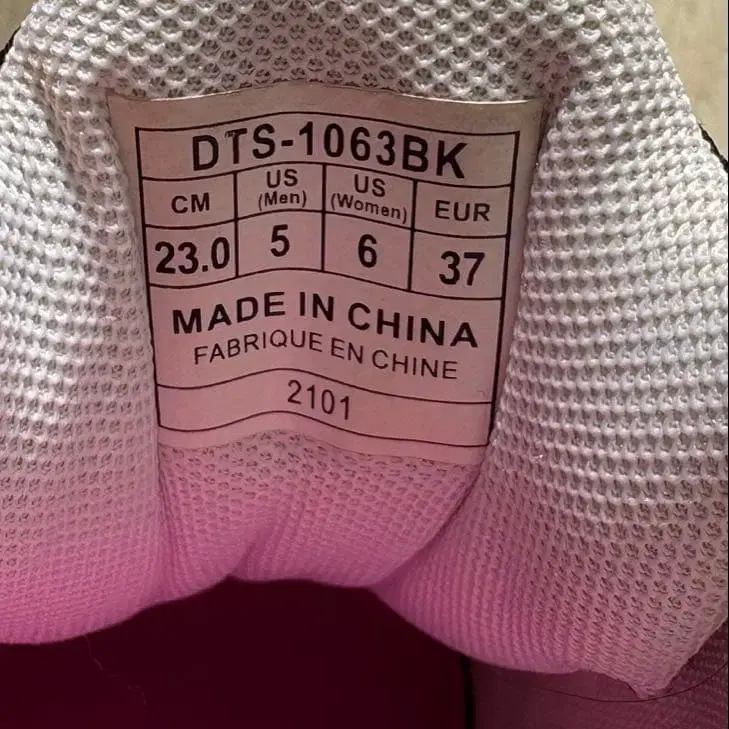 DTS-1063BK
CM US (Men) US (Women) EUR
23.0 5 6 37
MADE IN CHINA
FABRIQUE EN CHINE
2101